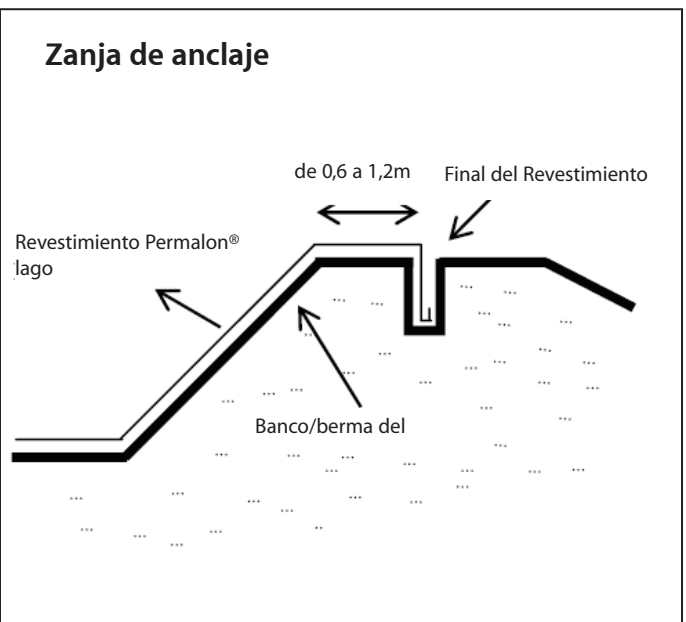 Zanja de anclaje
de 0,6 a 1,2m
Final del Revestimiento
Revestimiento Permalon®
lago
Banco/berma del